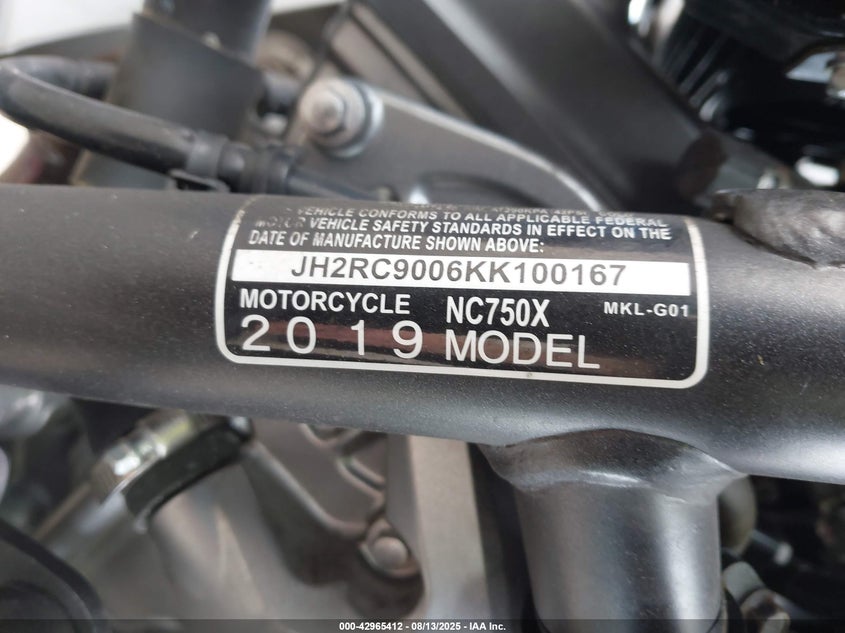 VEHICLE CONFORMS TO ALL APPLICABLE FEDERAL
MOTOR VEHICLE SAFETY STANDARDS IN EFFECT ON THE
DATE OF MANUFACTURE SHOWN ABOVE:
JH2RC9006KK100167
MOTORCYCLE NC750X MKL-G01
2019 MODEL
000-42965412 - 08/13/2025 - IAA Inc.